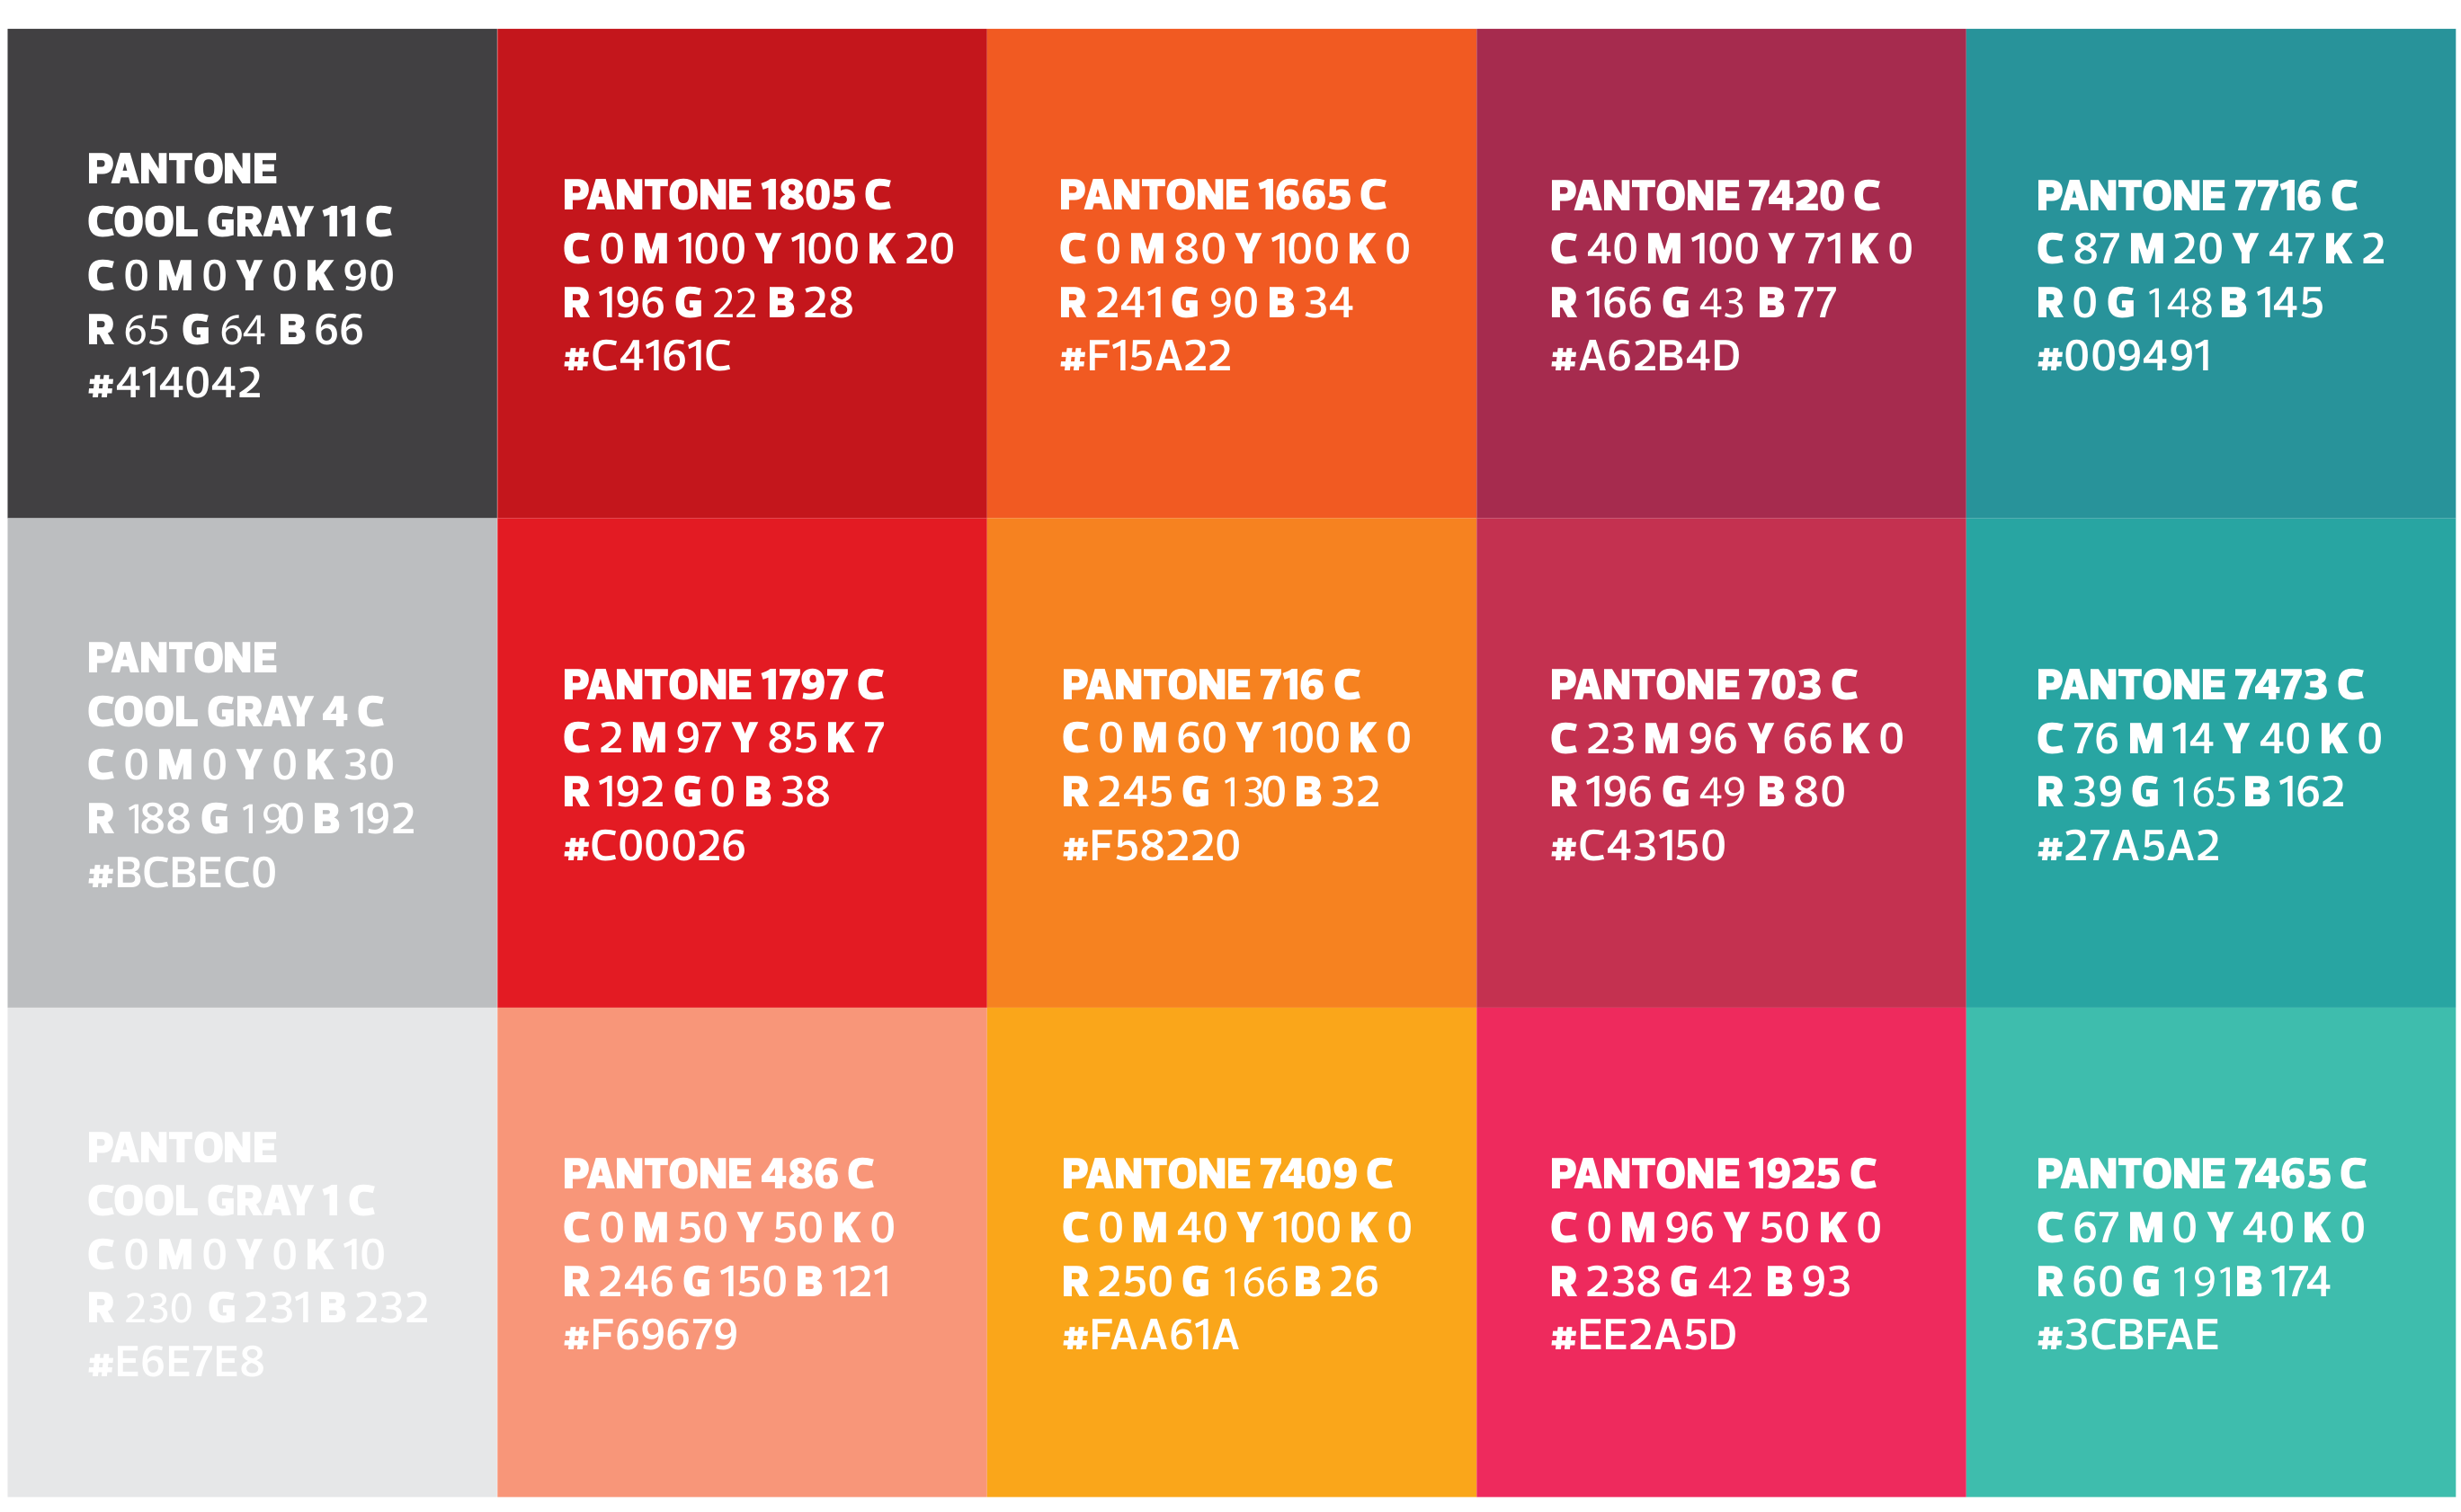 PANTONE
COOL GRAY 11 C
C 0 M 0 Y 0 K 90
R 65 G 64 B 66
#414042
PANTONE 1805 C
C 0 M 100 Y 100 K 20
R 196 G 22 B 28
#C4161C
PANTONE 1665 C
C 0 M 80 Y 100 K 0
R 241 G 90 B 34
#F15A22
PANTONE 7420 C
C 40 M 100 Y 71 K 0
R 166 G 43 B 77
#A62B4D
PANTONE 7716 C
C 87 M 20 Y 47 K 2
R 0 G 148 B 145
#009491
PANTONE
COOL GRAY 4 C
C 0 M 0 Y 0 K 30
R 188 G 190 B 192
#BCBEC0
PANTONE 1797 C
C 2 M 97 Y 85 K 7
R 192 G 0 B 38
#C00026
PANTONE 716 C
C 0 M 60 Y 100 K 0
R 245 G 130 B 32
#F58220
PANTONE 703 C
C 23 M 96 Y 66 K 0
R 196 G 49 B 80
#C43150
PANTONE 7473 C
C 76 M 14 Y 40 K 0
R 39 G 165 B 162
#27A5A2
PANTONE
COOL GRAY 1 C
C 0 M 0 Y 0 K 10
R 230 G 231 B 232
#E6E7E8
PANTONE 486 C
C 0 M 50 Y 50 K 0
R 246 G 150 B 121
#F69679
PANTONE 7409 C
C 0 M 40 Y 100 K 0
R 250 G 166 B 26
#FAA61A
PANTONE 1925 C
C 0 M 96 Y 50 K 0
R 238 G 42 B 93
#EE2A5D
PANTONE 7465 C
C 67 M 0 Y 40 K 0
R 60 G 191 B 174
#3CBFAE